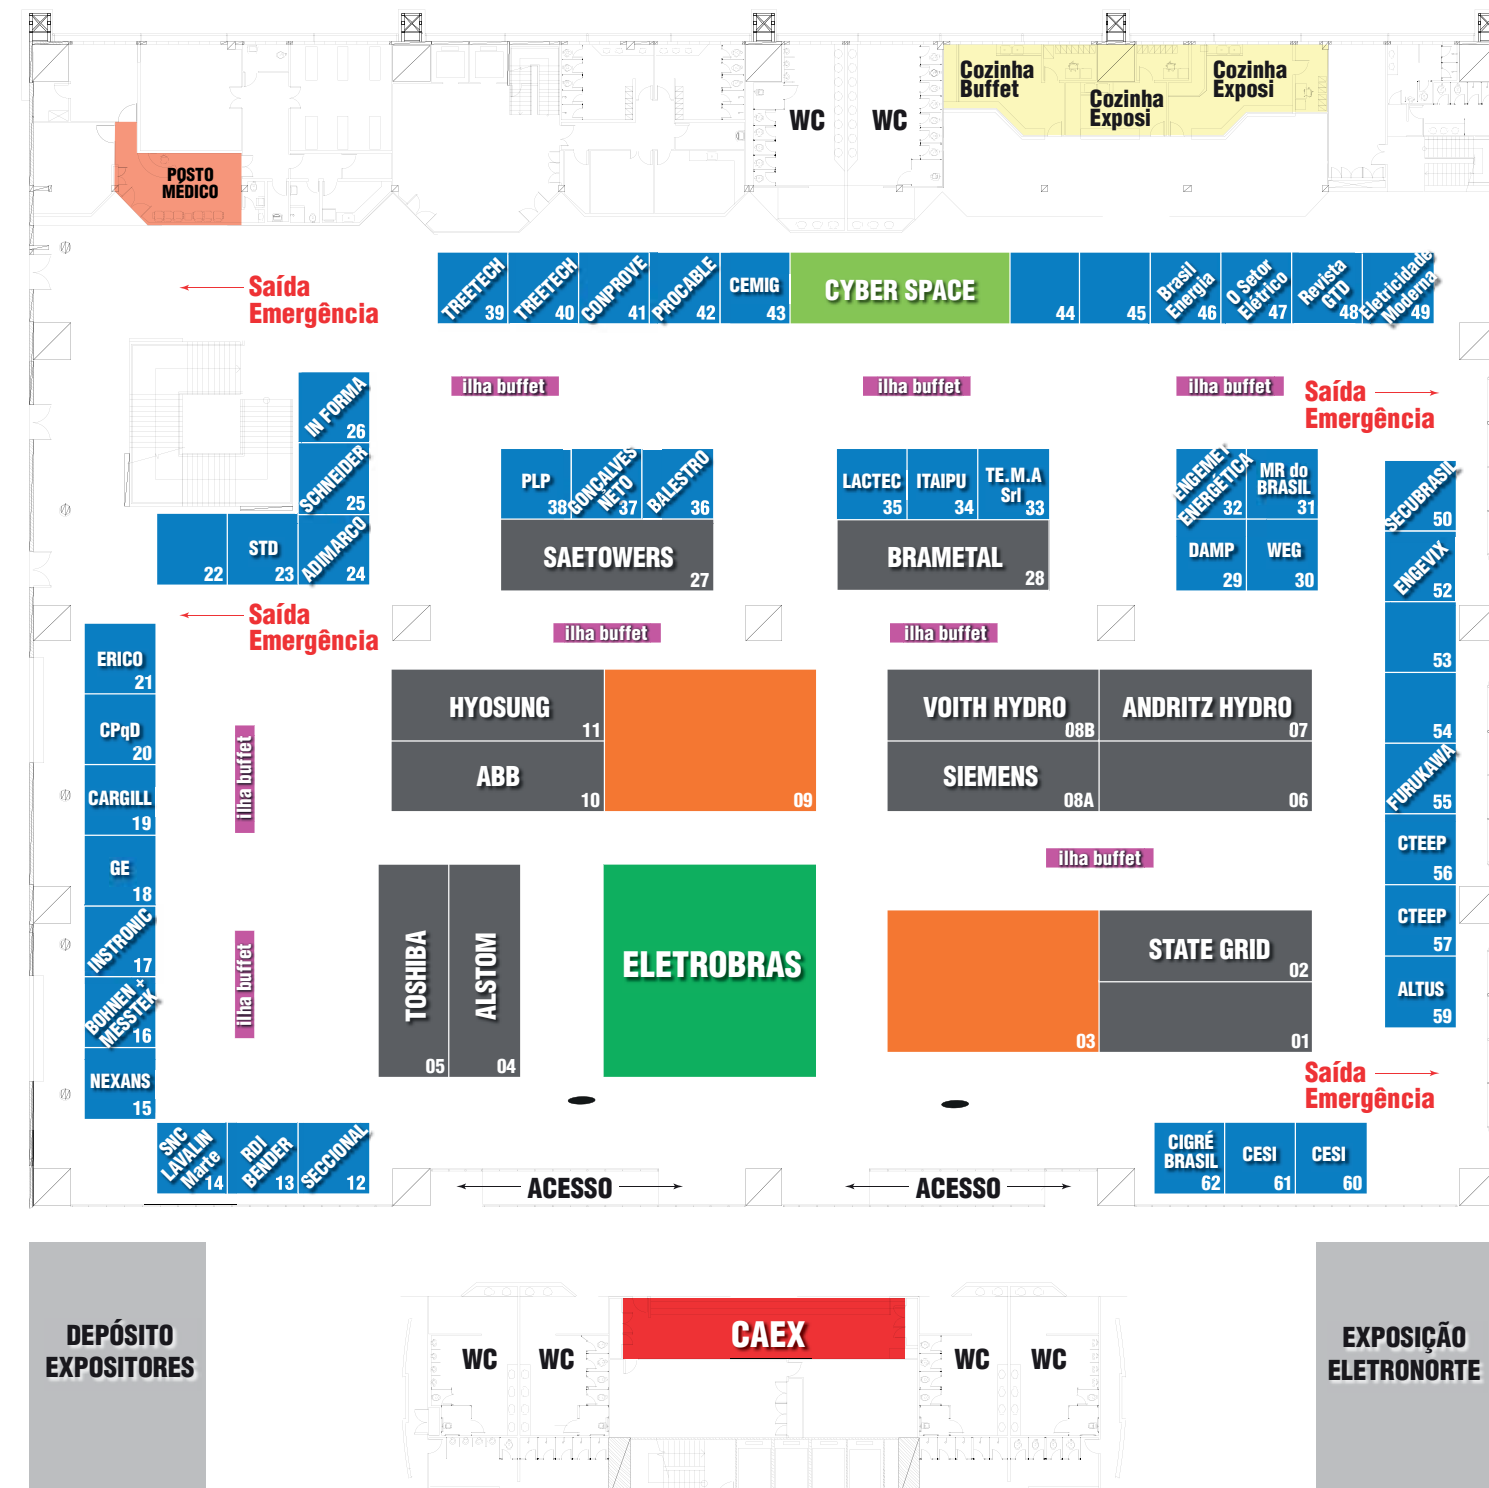 Cozinha
Buffet
Cozinha
Exposi
Cozinha
Exposi
WC
WC
POSTO
MÉDICO
Saída
Emergência
TREETECH
39
TREETECH
40
CONPROVE
41
PROCABLE
42
CEMIG
43
CYBER SPACE
44
45
Brasil
Energia
46
O Setor
Elétrico
47
Revista
GTD
48
Eletricidade
Moderna
49
ilha buffet
ilha buffet
ilha buffet
Saída
Emergência
IN FORMA
26
SCHNEIDER
25
22
STD
23
ADIMARCO
24
PLP
38
GONÇALVES
NETO
37
BALESTRO
36
SAETOWERS
27
LACTEC
35
ITAIPU
34
TE.M.A
Srl
33
BRAMETAL
28
ENGEMET
ENERGÉTICA
32
MR do
BRASIL
31
DAMP
29
WEG
30
SECUBRASIL
50
ENGEVIX
52
53
54
FURUKAWA
55
CTEEP
56
CTEEP
57
ALTUS
59
Saída
Emergência
ilha buffet
ilha buffet
ERICO
21
CPqD
20
CARGILL
19
GE
18
INSTRONIC
17
BOHNEN +
MESSTEK
16
NEXANS
15
ilha buffet
ilha buffet
HYOSUNG
11
ABB
10
09
VOITH HYDRO
08B
ANDRITZ HYDRO
07
SIEMENS
08A
06
ilha buffet
TOSHIBA
05
ALSTOM
04
ELETROBRAS
03
STATE GRID
02
01
Saída
Emergência
SNC
LAVALIN
Marte
14
RDI
BENDER
13
SECCIONAL
12
ACESSO
ACESSO
CIGRÉ
BRASIL
62
CESI
61
CESI
60
DEPÓSITO
EXPOSITORES
WC
WC
CAEX
WC
WC
EXPOSIÇÃO
ELETRONORTE